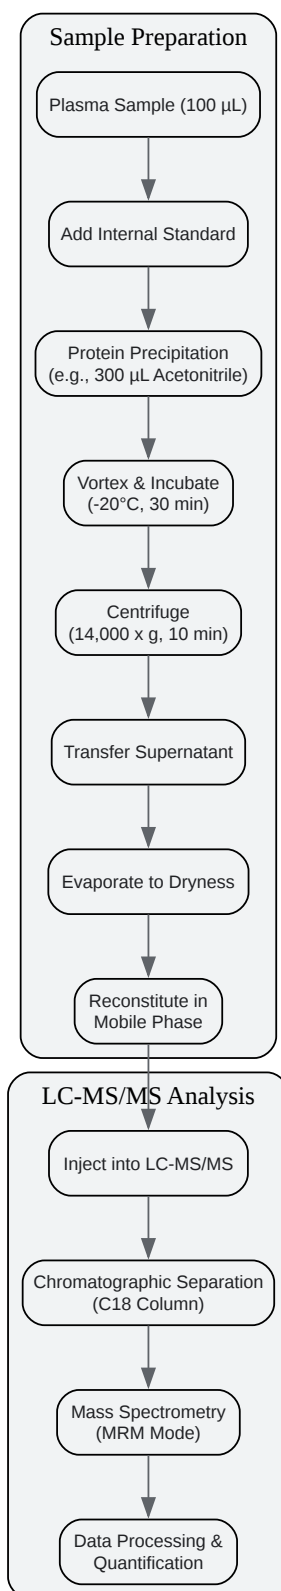 Sample Preparation
Plasma Sample (100 µL)
Add Internal Standard
Protein Precipitation
(e.g., 300 µL Acetonitrile)
Vortex & Incubate
(-20°C, 30 min)
Centrifuge
(14,000 x g, 10 min)
Transfer Supernatant
Evaporate to Dryness
Reconstitute in
Mobile Phase
LC-MS/MS Analysis
Inject into LC-MS/MS
Chromatographic Separation
(C18 Column)
Mass Spectrometry
(MRM Mode)
Data Processing &
Quantification